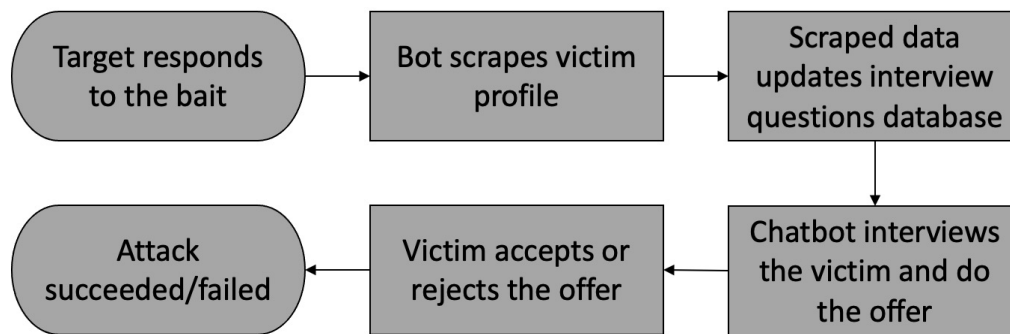 Target responds
to the bait
Bot scrapes victim
profile
Scraped data
updates interview
questions database
Chatbot interviews
the victim and do
the offer
Victim accepts or
rejects the offer
Attack
succeeded/failed